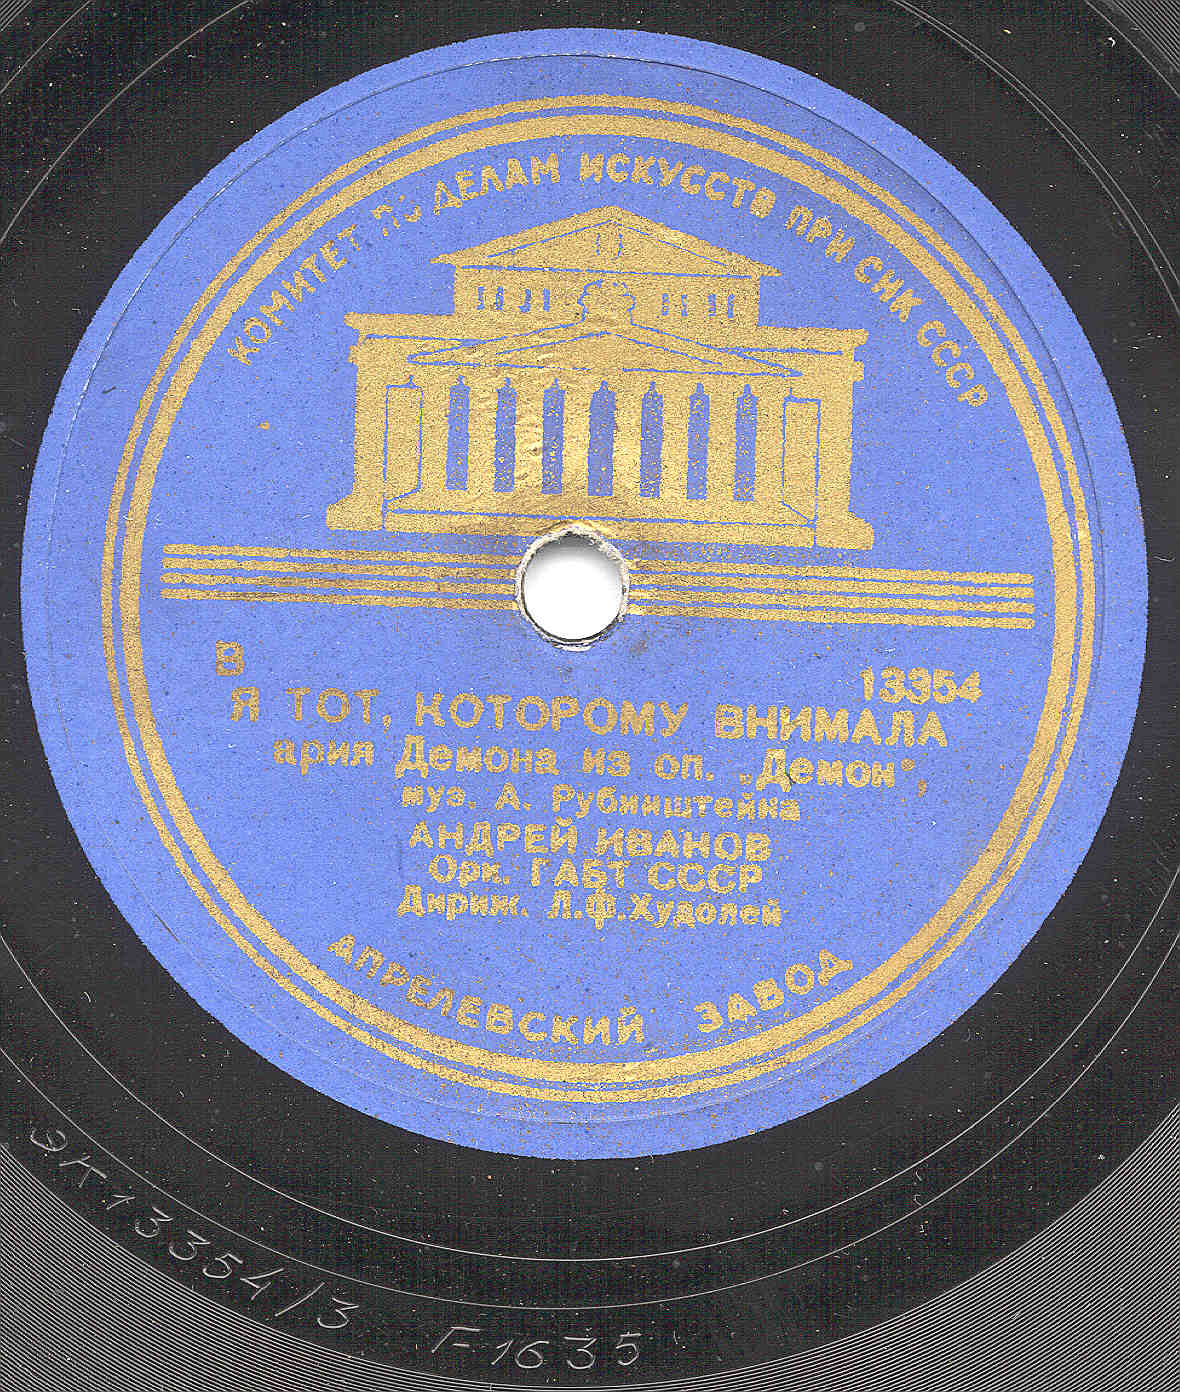 КОМИТЕТ ПО ДЕЛАМ ИСКУССТВ ПРИ СНК СССР
В
13354
Я ТОТ, КОТОРОМУ ВНИМАЛА
ария Демона из оп. „Демон",
муз. А. Рубинштейна
АНДРЕЙ ИВАНОВ
Орк. ГАБТ СССР
Дириж. Л.Ф.Худолей
АПРЕЛЕВСКИЙ ЗАВОД
ЭК13354/3 Г-1635